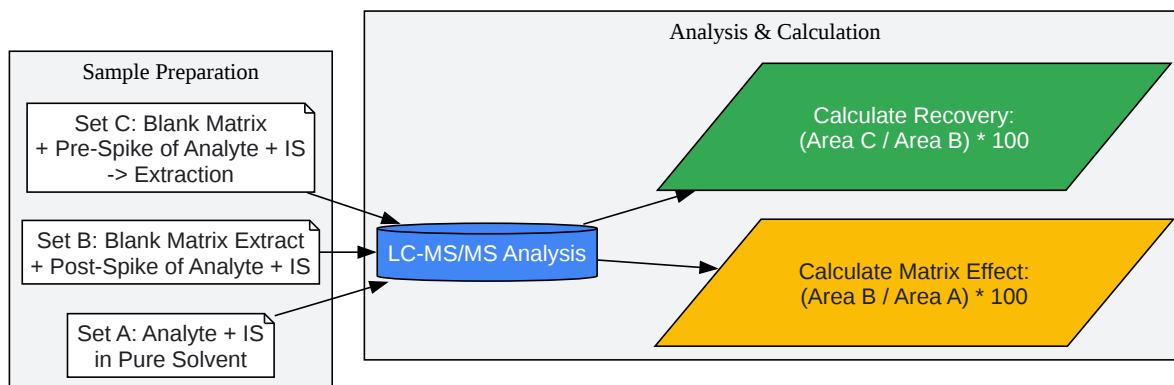 Sample Preparation
Set C: Blank Matrix
+ Pre-Spike of Analyte + IS
-> Extraction
Set B: Blank Matrix Extract
+ Post-Spike of Analyte + IS
Set A: Analyte + IS
in Pure Solvent
Analysis & Calculation
LC-MS/MS Analysis
Calculate Recovery:
(Area C / Area B) * 100
Calculate Matrix Effect:
(Area B / Area A) * 100